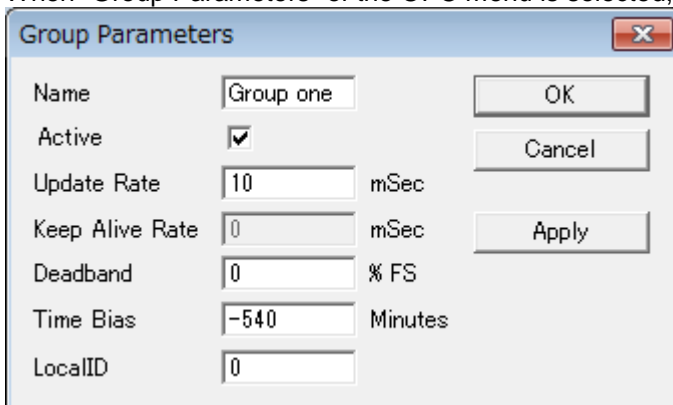 When "Group Parameters" of the OPC menu is selected,
Group Parameters
Name Group one OK
Active Cancel
Update Rate 10 mSec
Keep Alive Rate 0 mSec Apply
Deadband 0 % FS
Time Bias -540 Minutes
LocalID 0